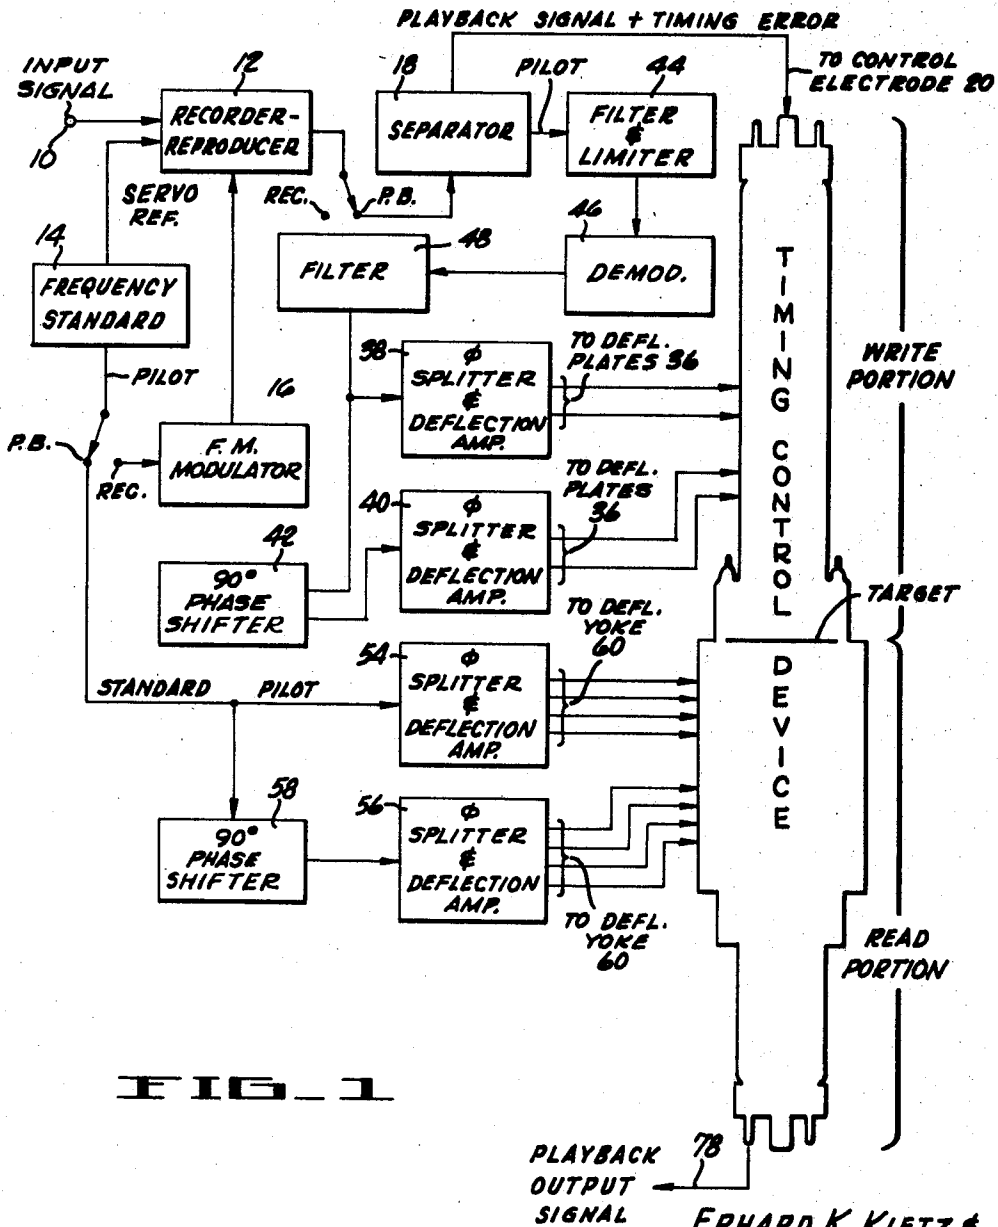 PLAYBACK SIGNAL + TIMING ERROR
INPUT
SIGNAL
10
12
RECORDER-
REPRODUCER
18
SEPARATOR
PILOT
44
FILTER
&
LIMITER
TO CONTROL
ELECTRODE 20
SERVO
REF.
REC.
P.B.
14
FREQUENCY
STANDARD
48
FILTER
46
DEMOD.
PILOT
P.B.
REC.
16
F.M.
MODULATOR
38
Φ
SPLITTER
&
DEFLECTION
AMP.
TO DEFL.
PLATES 36
40
Φ
SPLITTER
&
DEFLECTION
AMP.
TO DEFL.
PLATES
36
42
90°
PHASE
SHIFTER
STANDARD PILOT
54
Φ
SPLITTER
&
DEFLECTION
AMP.
TO DEFL.
YOKE
60
58
90°
PHASE
SHIFTER
56
Φ
SPLITTER
&
DEFLECTION
AMP.
TO DEFL.
YOKE
60
TIMING CONTROL
DEVICE
WRITE
PORTION
TARGET
READ
PORTION
FIG_1
78
PLAYBACK
OUTPUT
SIGNAL
ERHARD K. KIETZ &